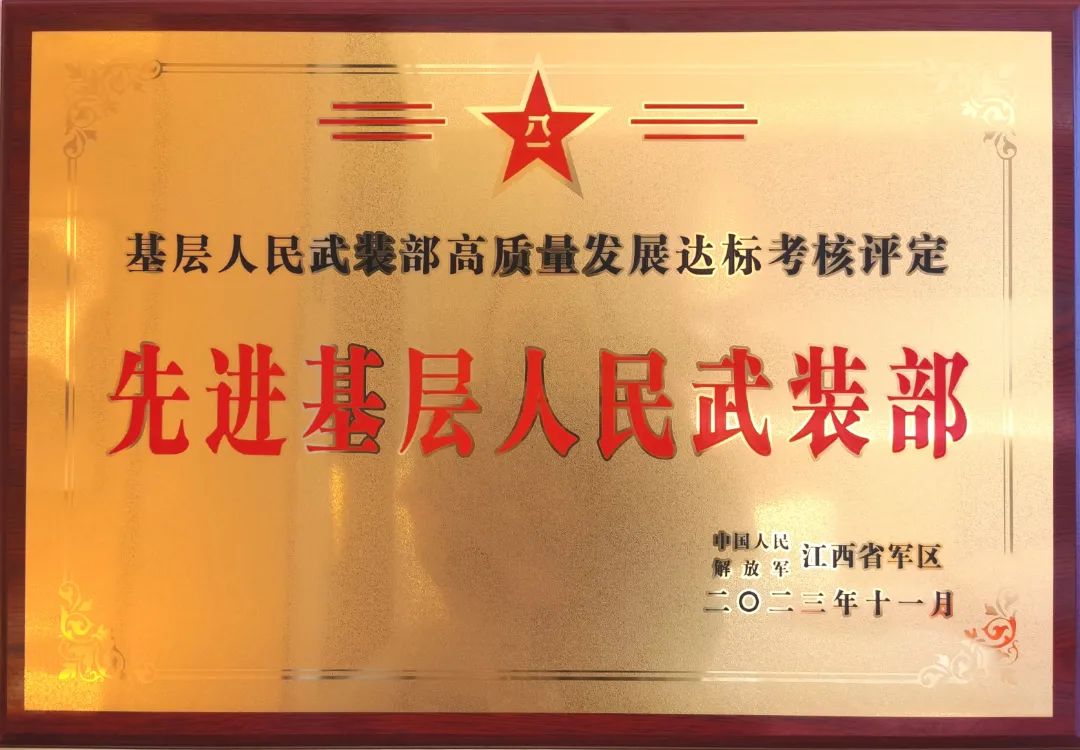 八一
基层人民武装部高质量发展达标考核评定
先进基层人民武装部
中国人民
解放军 江西省军区
二〇二三年十一月